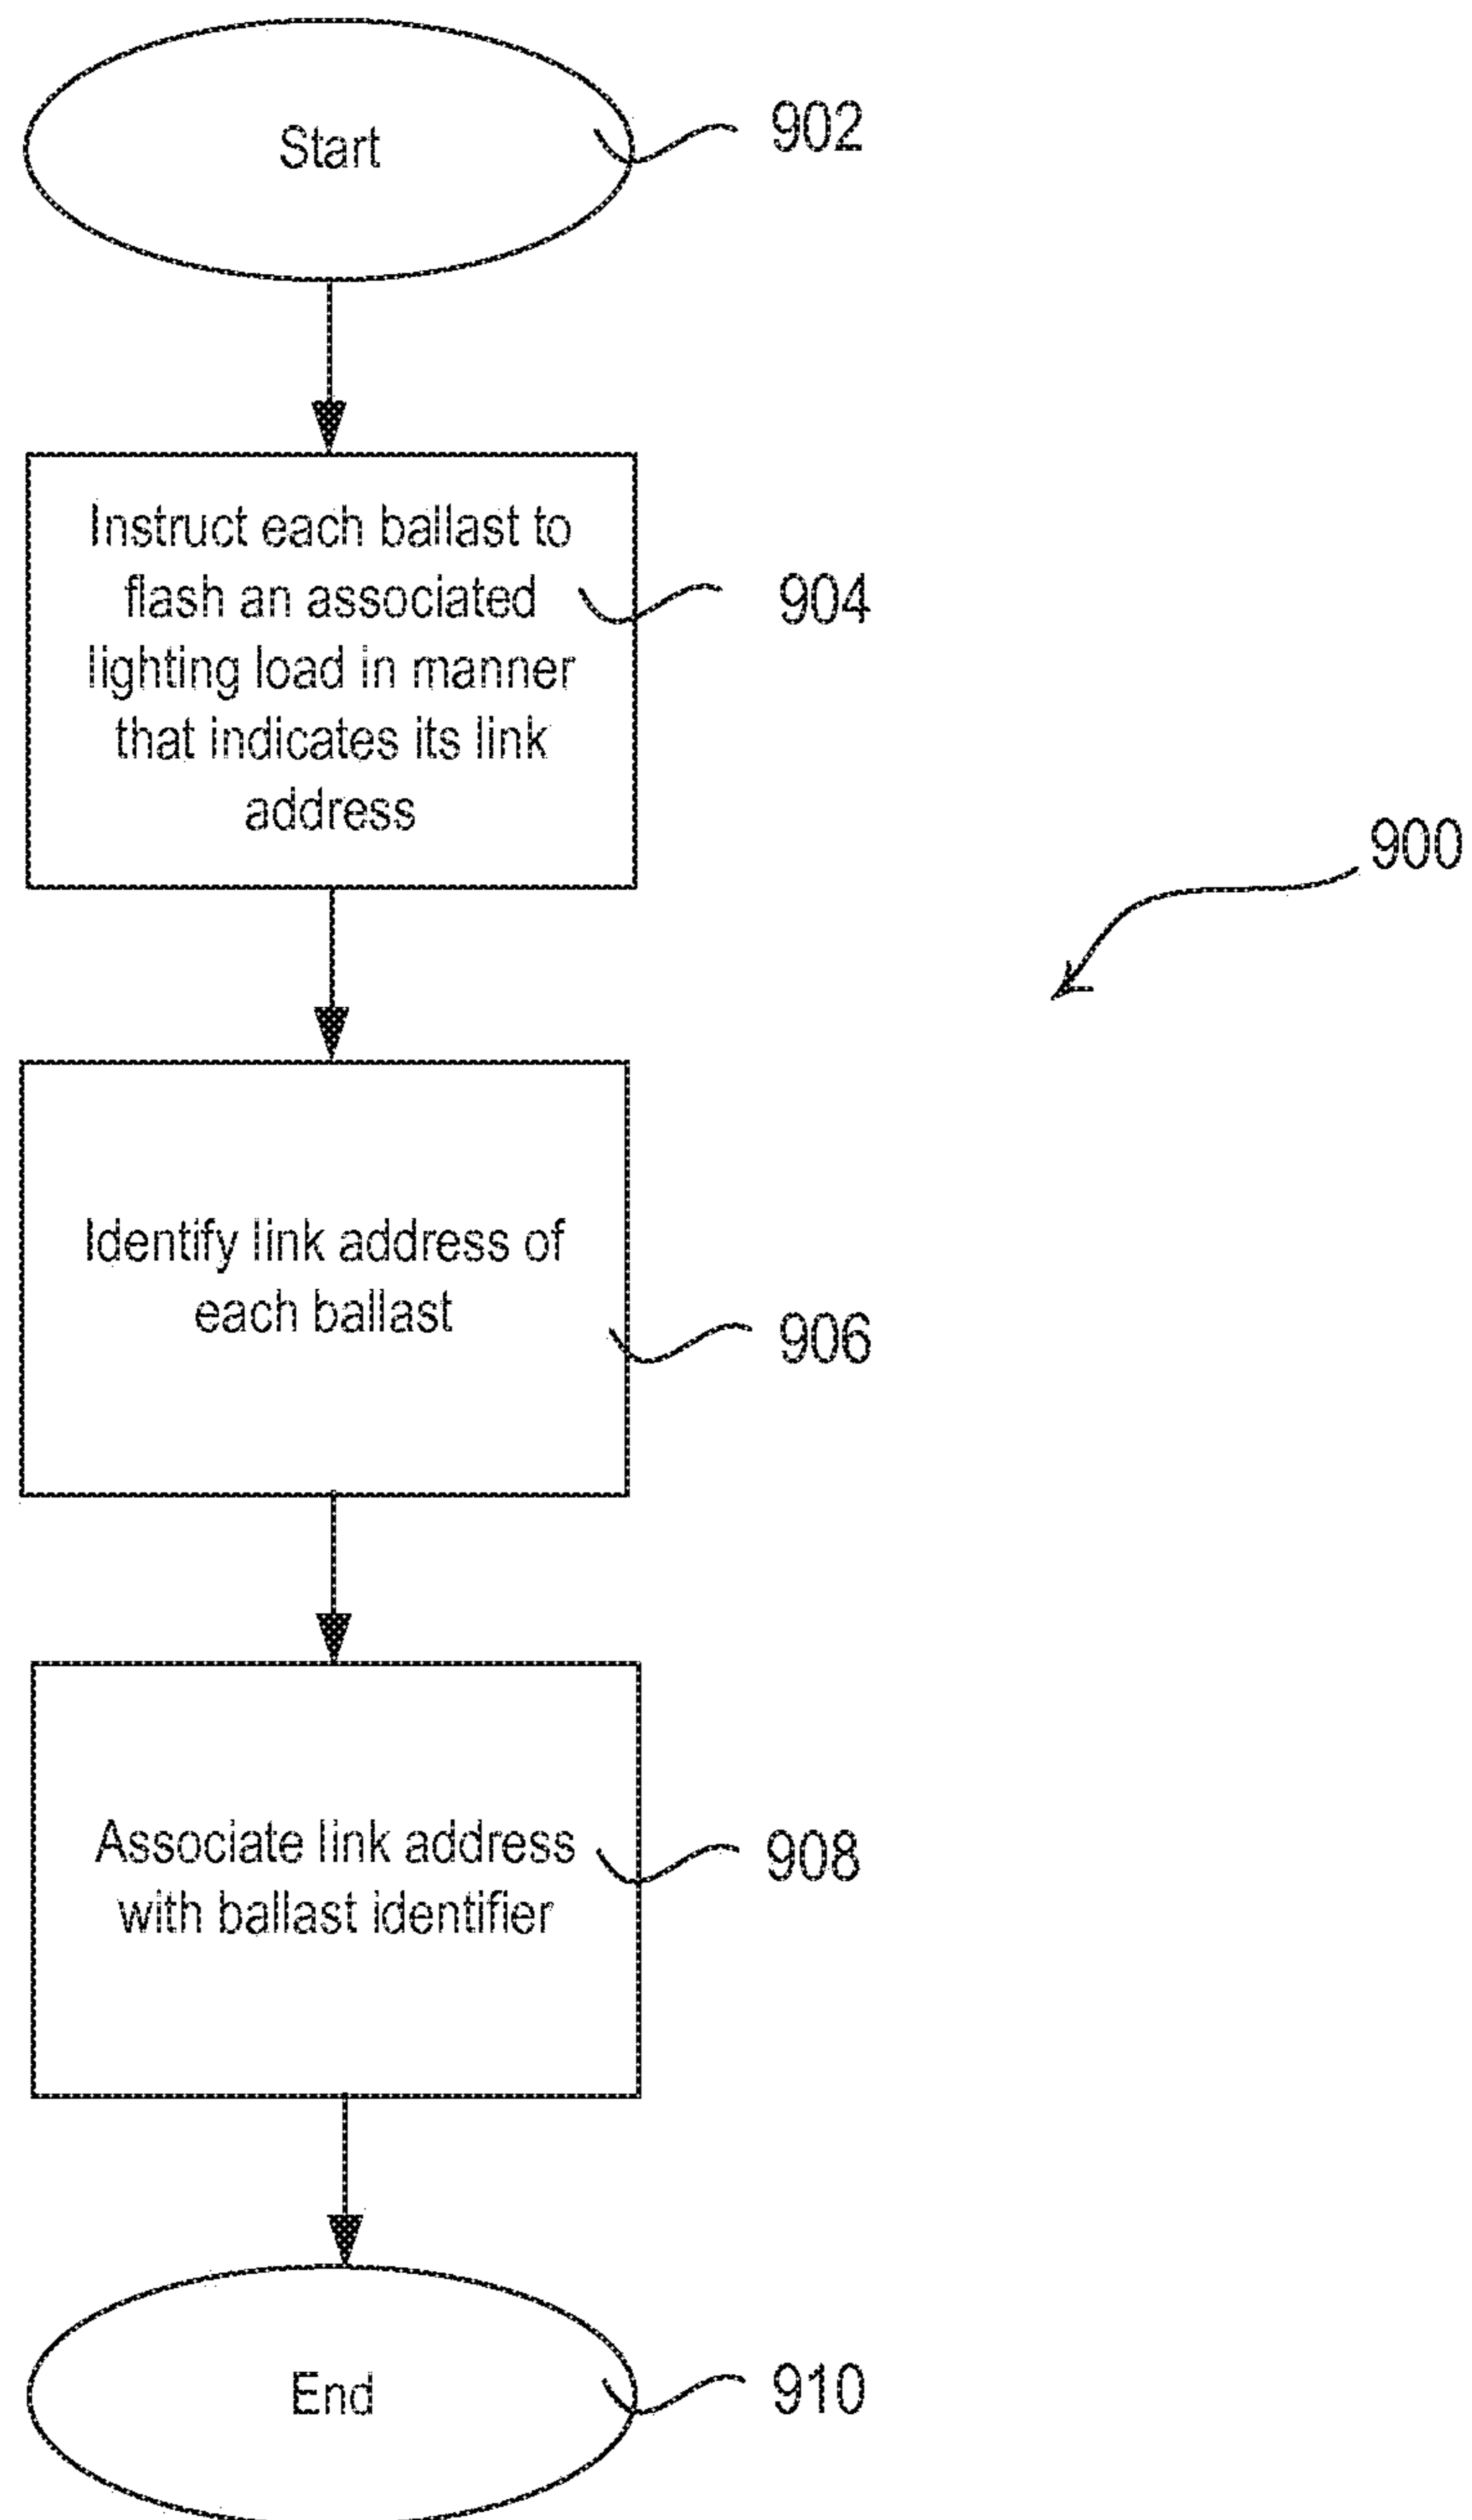 Start
902
Instruct each ballast to
flash an associated
lighting load in manner
that indicates its link
address
904
900
Identify link address of
each ballast
906
Associate link address
with ballast identifier
908
End
910